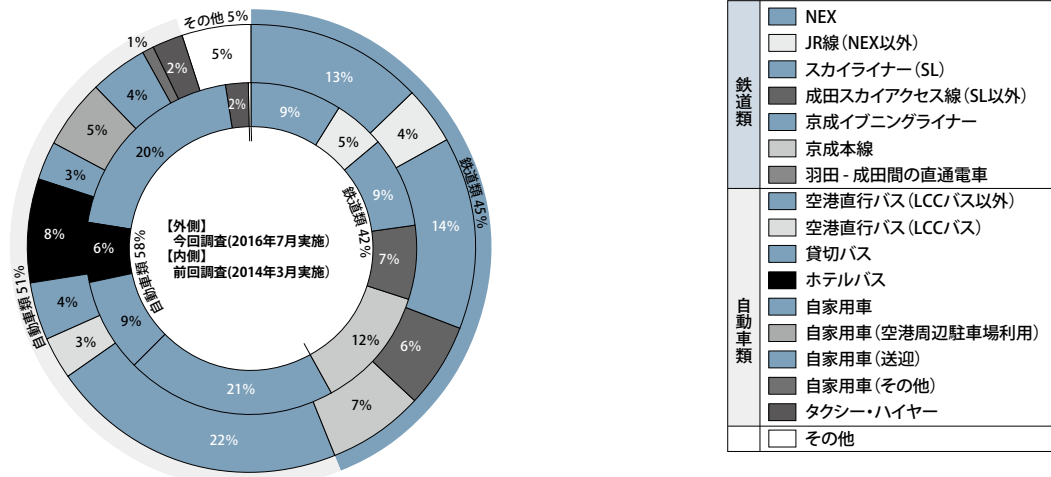 その他 5%
5%
13%
4%
鉄道類 45%
14%
6%
7%
22%
3%
4%
自動車類 51%
8%
3%
5%
4%
1%
2%
9%
5%
9%
鉄道類 42%
7%
12%
21%
9%
自動車類 58%
6%
20%
2%
【外側】
今回調査(2016年7月実施)
【内側】
前回調査(2014年3月実施)
鉄道類
NEX
JR線(NEX以外)
スカイライナー(SL)
成田スカイアクセス線(SL以外)
京成イブニングライナー
京成本線
羽田 - 成田間の直通電車
自動車類
空港直行バス(LCCバス以外)
空港直行バス(LCCバス)
貸切バス
ホテルバス
自家用車
自家用車(空港周辺駐車場利用)
自家用車(送迎)
自家用車(その他)
タクシー・ハイヤー
その他